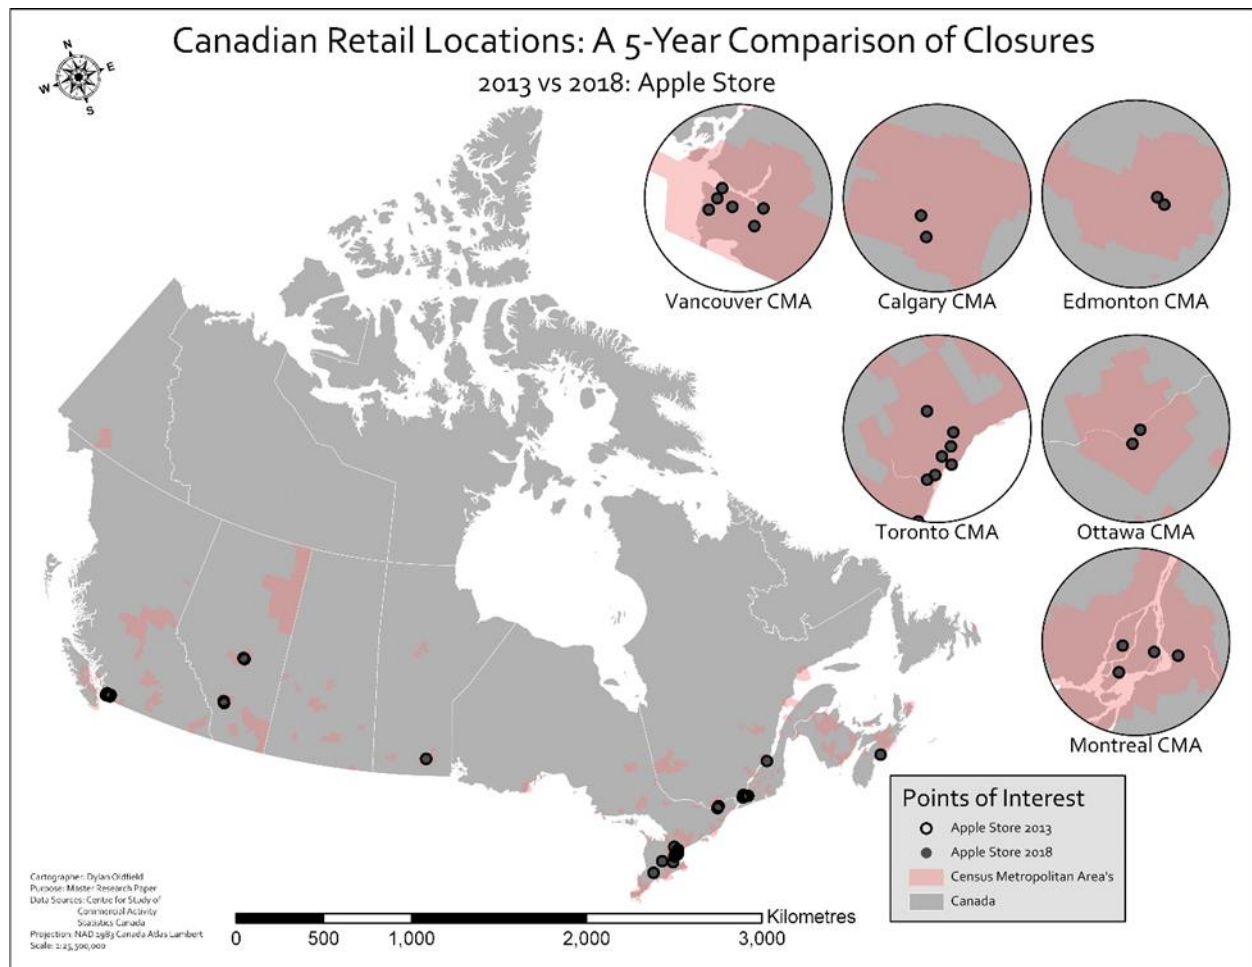 Canadian Retail Locations: A 5-Year Comparison of Closures
2013 vs 2018: Apple Store
N
E
W
S
Vancouver CMA
Calgary CMA
Edmonton CMA
Toronto CMA
Ottawa CMA
Montreal CMA
Points of Interest
Apple Store 2013
Apple Store 2018
Census Metropolitan Area's
Canada
Cartographer: Dylan Oldfield
Purpose: Master Research Paper
Data Sources: Centre for Study of
Commercial Activity
Statistics Canada
Projection: NAD 1983 Canada Atlas Lambert
Scale: 1:25,500,000
Kilometres
0 500 1,000 2,000 3,000